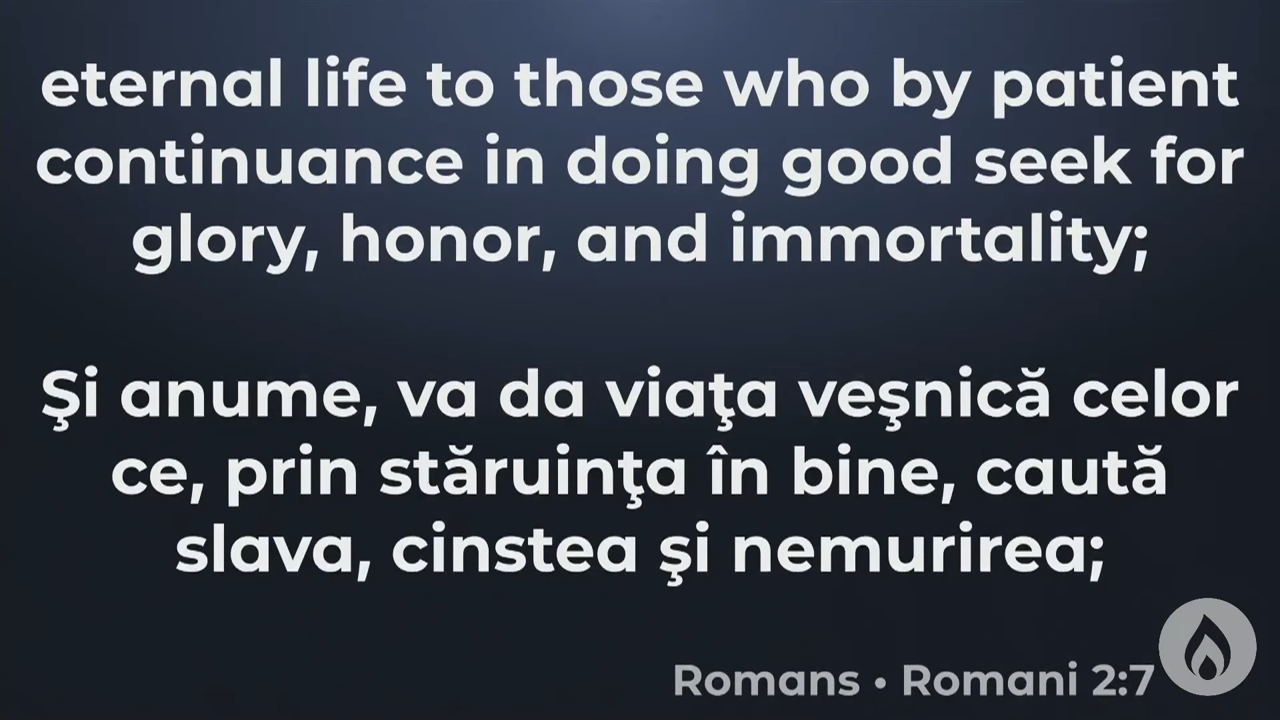 eternal life to those who by patient
continuance in doing good seek for
glory, honor, and immortality;
Şi anume, va da viaţa veşnică celor
ce, prin stăruinţa în bine, caută
slava, cinstea şi nemurirea;
Romans • Romani 2:7